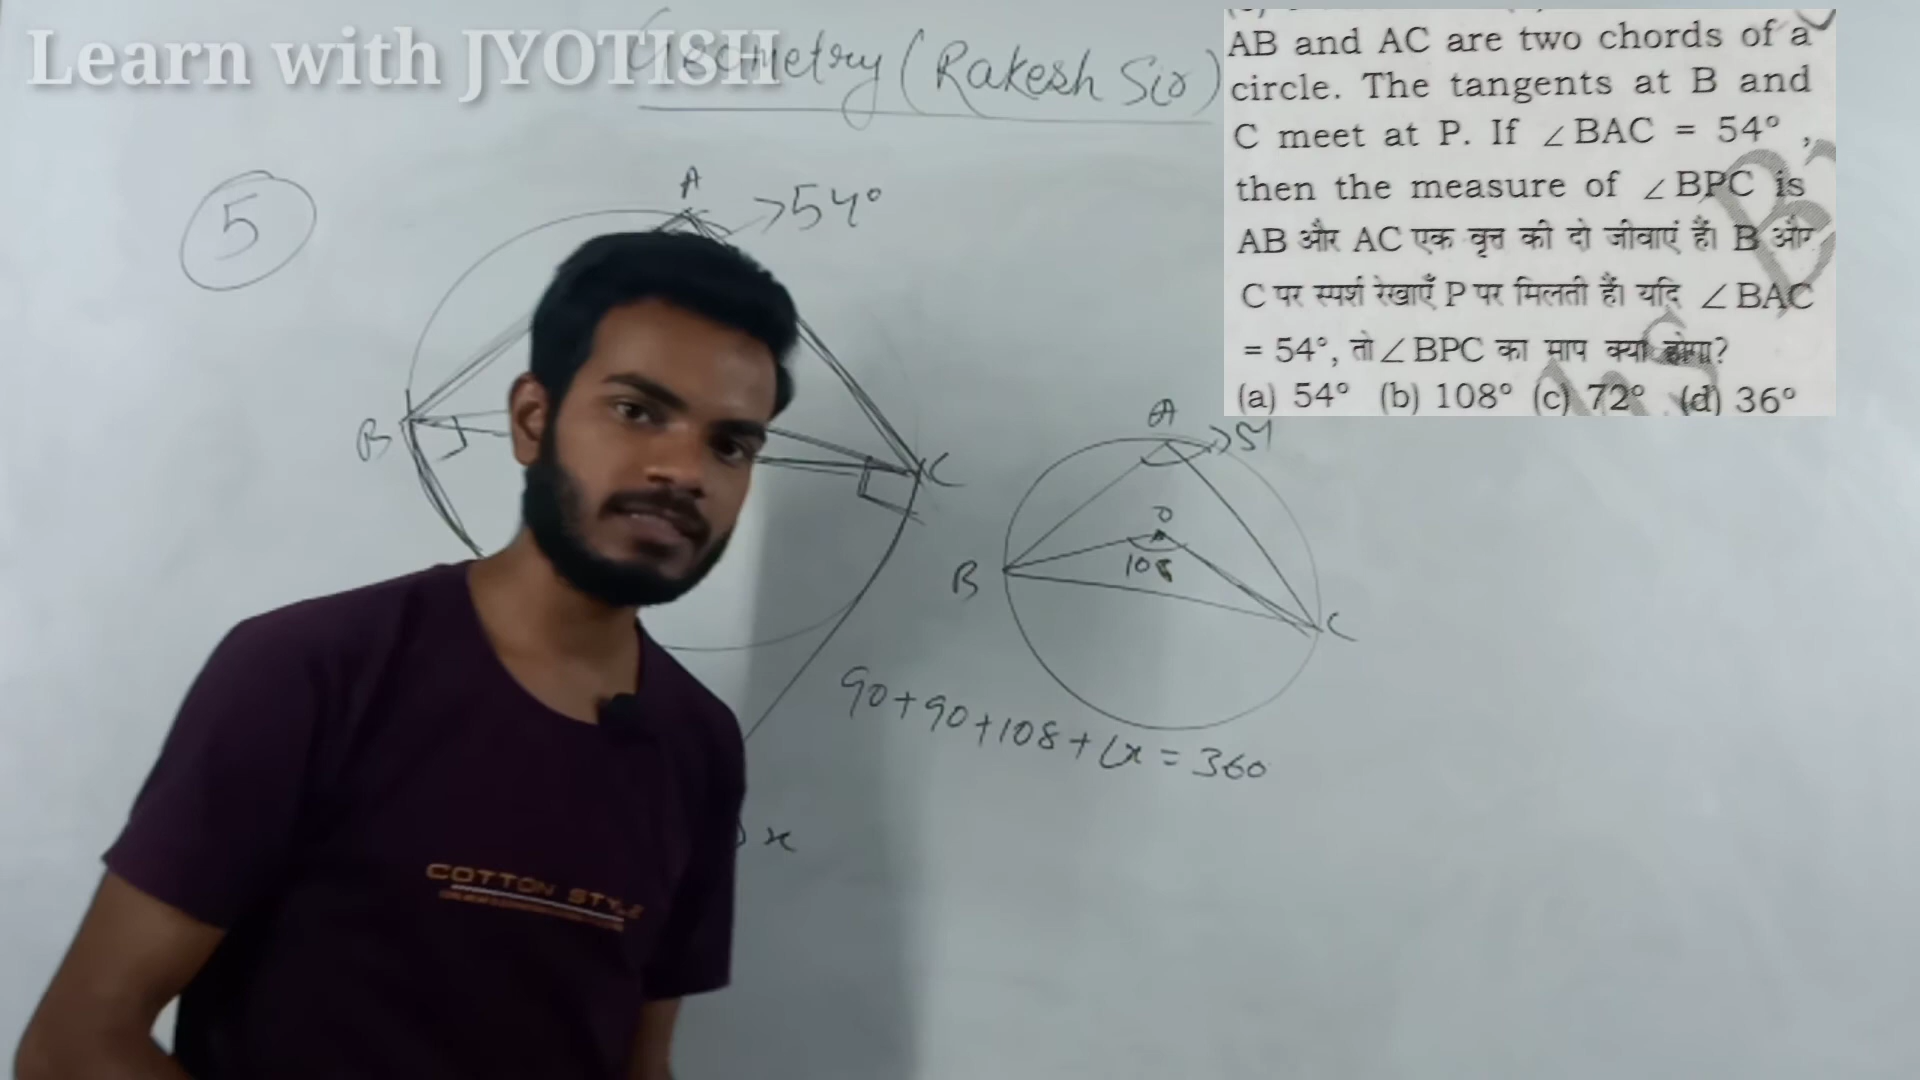 Learn with JYOTISH
Geometry (Rakesh Sir)
AB and AC are two chords of a
circle. The tangents at B and
C meet at P. If ∠BAC = 54° ,
then the measure of ∠BPC is
AB और AC एक वृत्त की दो जीवाएं हैं। B और
C पर स्पर्श रेखाएँ P पर मिलती हैं। यदि ∠BAC
= 54°, तो ∠BPC का माप क्या होगा?
(a) 54° (b) 108° (c) 72° (d) 36°
5
A
54°
B
C
A
O
108
B
C
90+90+108+∠x = 360
x
COTTON STYLE